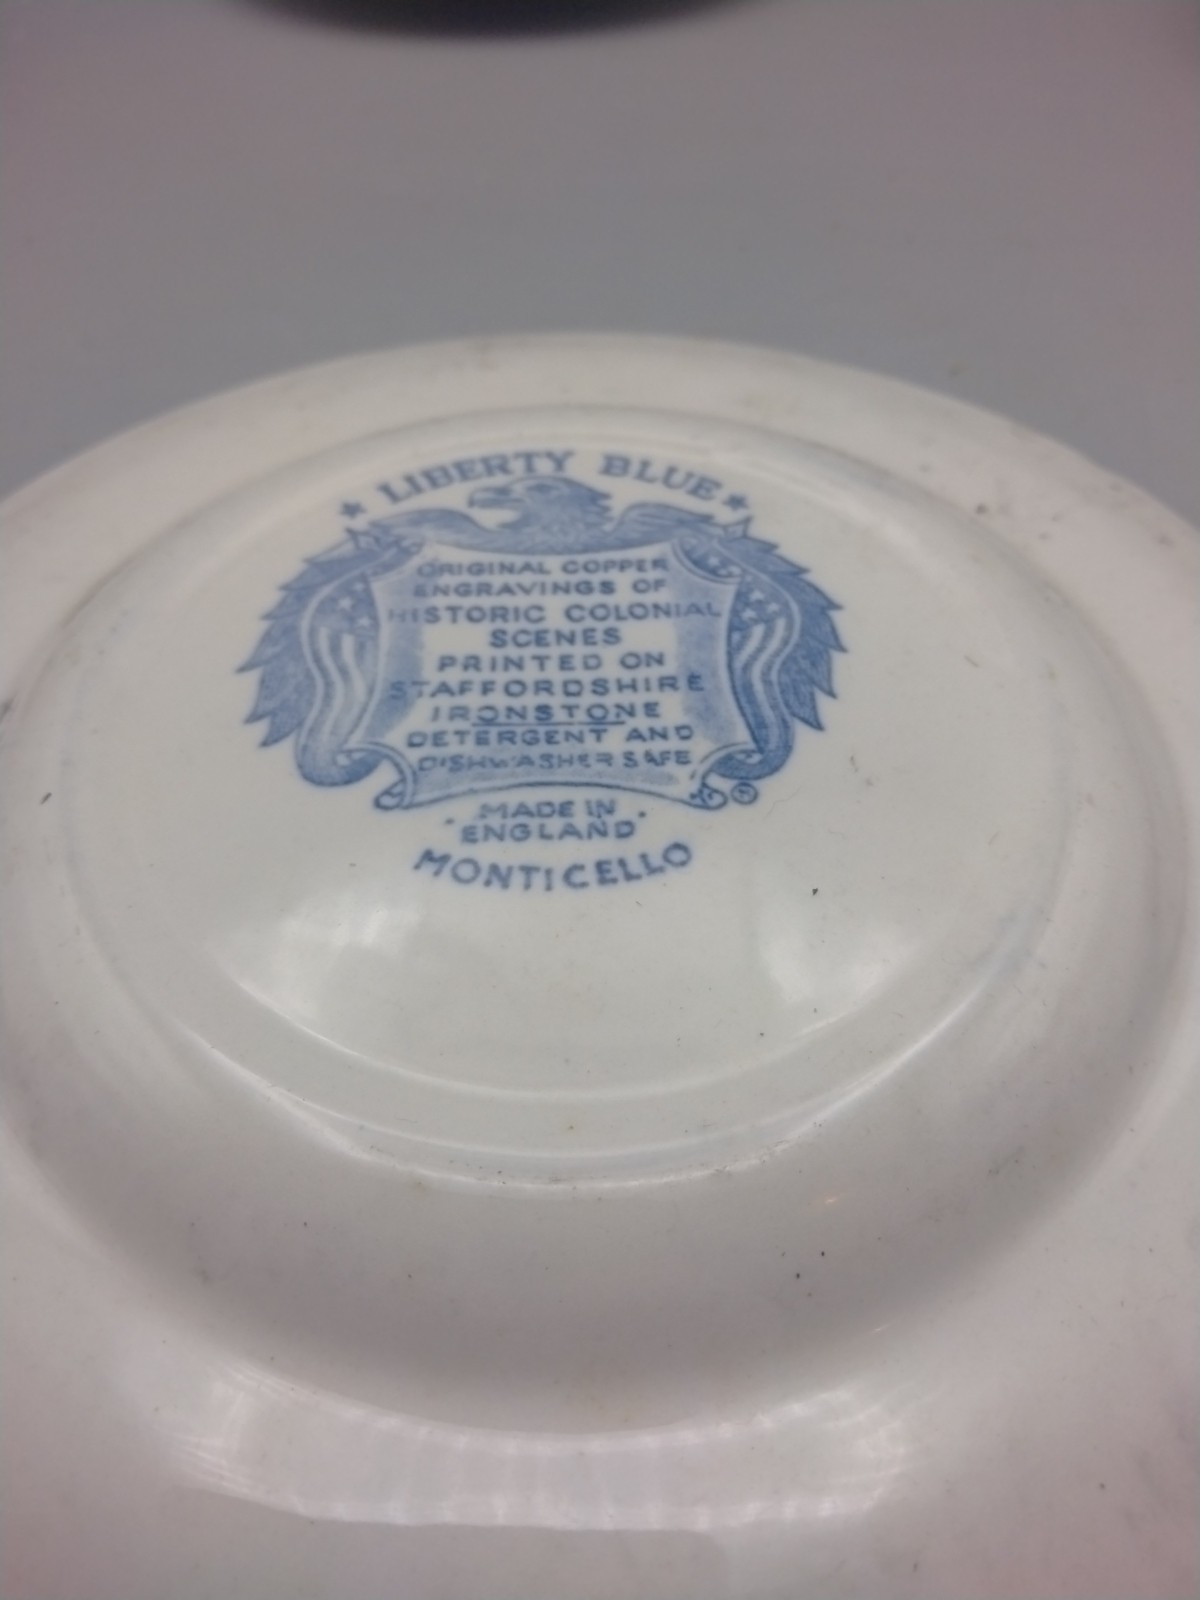 ★ LIBERTY BLUE ★
ORIGINAL COPPER
ENGRAVINGS OF
HISTORIC COLONIAL
SCENES
PRINTED ON
STAFFORDSHIRE
IRONSTONE
DETERGENT AND
DISHWASHER SAFE
®
· MADE IN ·
ENGLAND
MONTICELLO